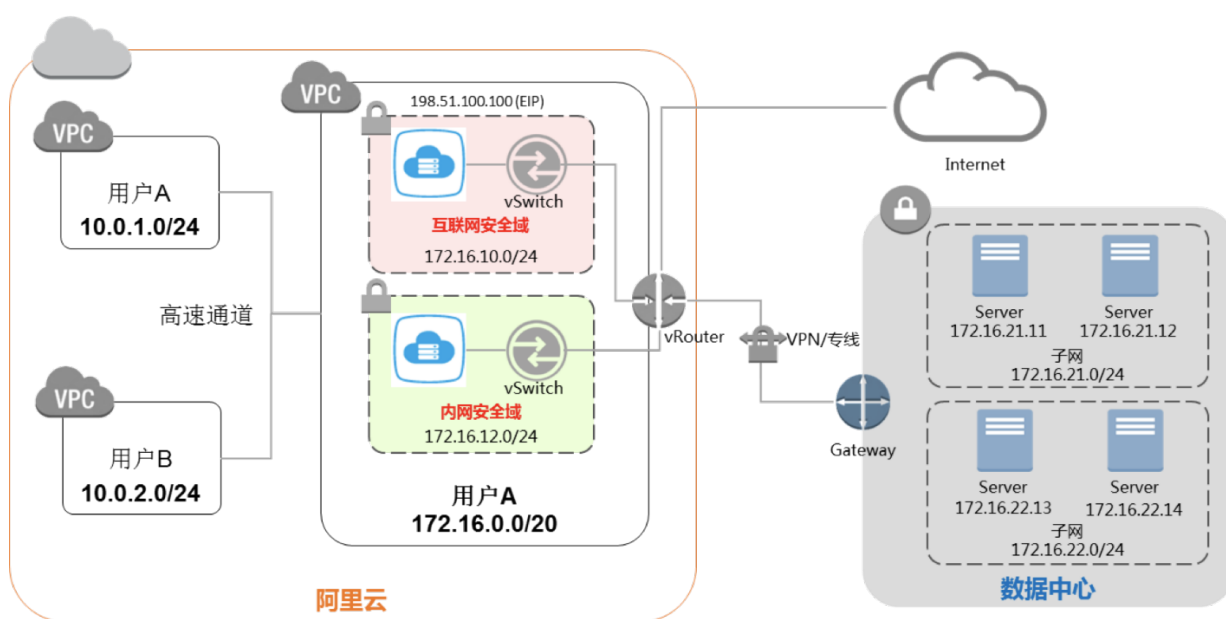 VPC
用户A
10.0.1.0/24
高速通道
VPC
用户B
10.0.2.0/24
VPC
198.51.100.100(EIP)
vSwitch
互联网安全域
172.16.10.0/24
vSwitch
内网安全域
172.16.12.0/24
用户A
172.16.0.0/20
阿里云
vRouter
VPN/专线
Gateway
Internet
Server
172.16.21.11
Server
172.16.21.12
子网
172.16.21.0/24
Server
172.16.22.13
Server
172.16.22.14
子网
172.16.22.0/24
数据中心